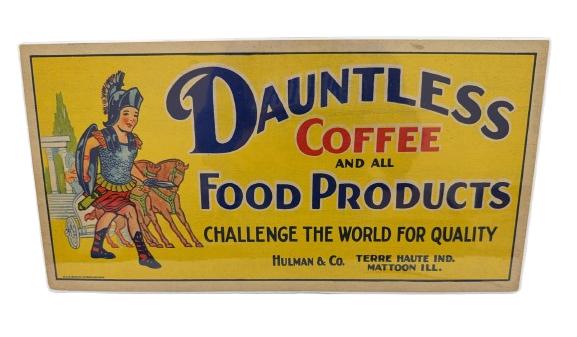 DAUNTLESS
COFFEE
AND ALL
FOOD PRODUCTS
CHALLENGE THE WORLD FOR QUALITY
HULMAN & CO. TERRE HAUTE IND.
MATTOON ILL.